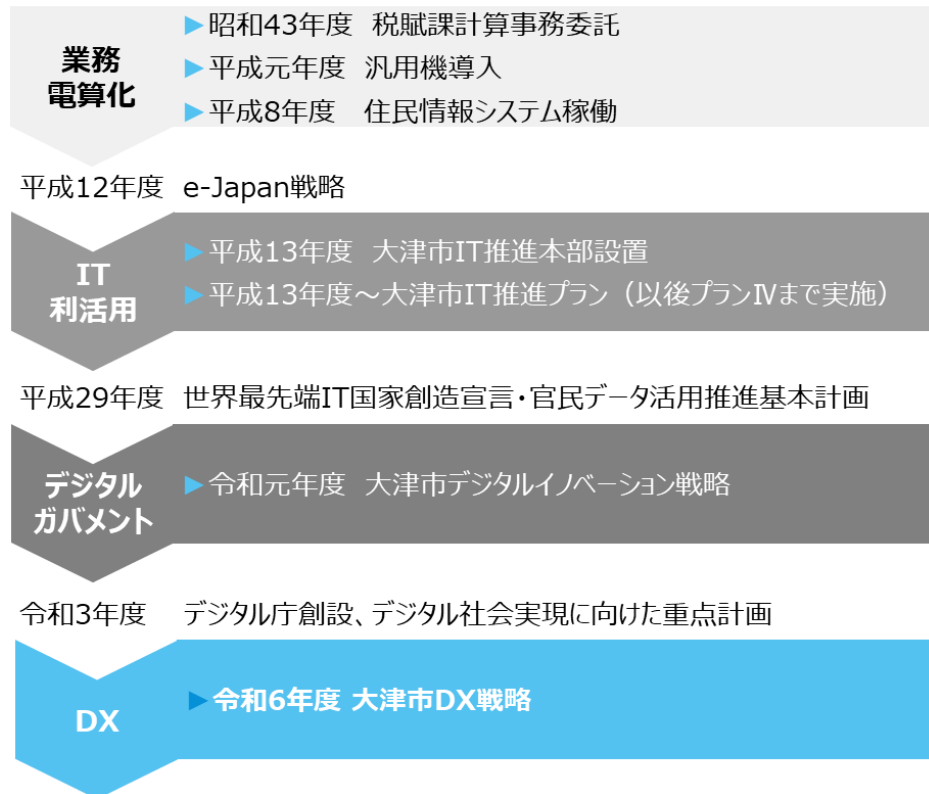 業務
電算化
▶昭和43年度 税賦課計算事務委託
▶平成元年度 汎用機導入
▶平成8年度 住民情報システム稼働
平成12年度 e-Japan戦略
IT
利活用
▶平成13年度 大津市IT推進本部設置
▶平成13年度～大津市IT推進プラン（以後プランⅣまで実施）
平成29年度 世界最先端IT国家創造宣言・官民データ活用推進基本計画
デジタル
ガバメント
▶令和元年度 大津市デジタルイノベーション戦略
令和3年度 デジタル庁創設、デジタル社会実現に向けた重点計画
DX
▶令和6年度 大津市DX戦略